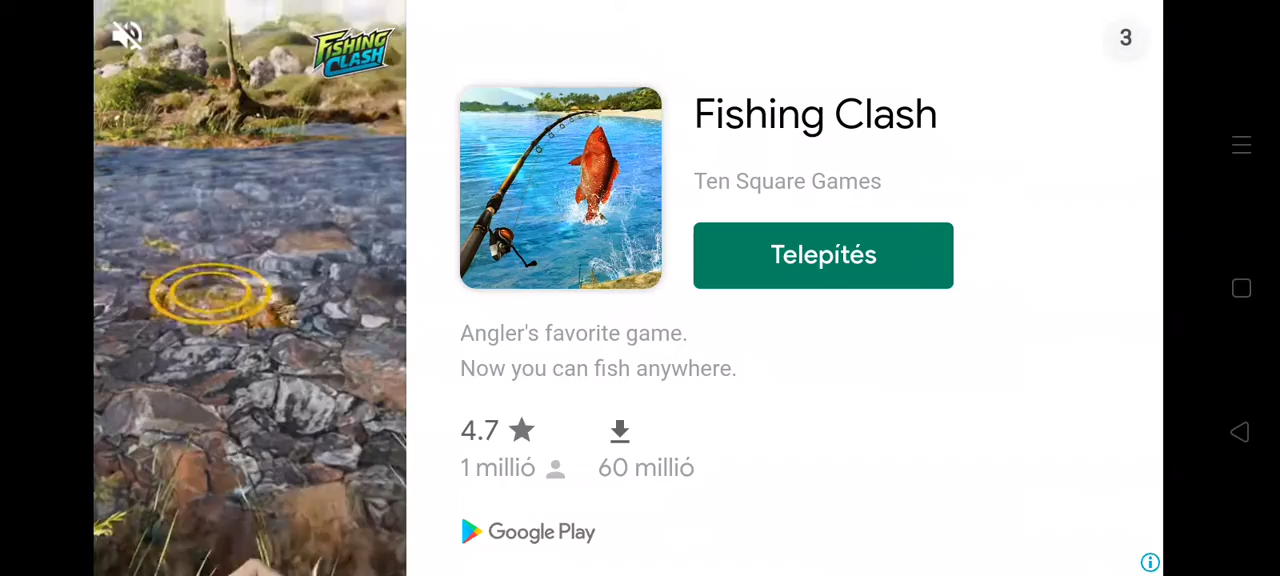 FISHING
CLASH
3
Fishing Clash
Ten Square Games
Telepítés
Angler's favorite game.
Now you can fish anywhere.
4.7
1 millió 60 millió
Google Play